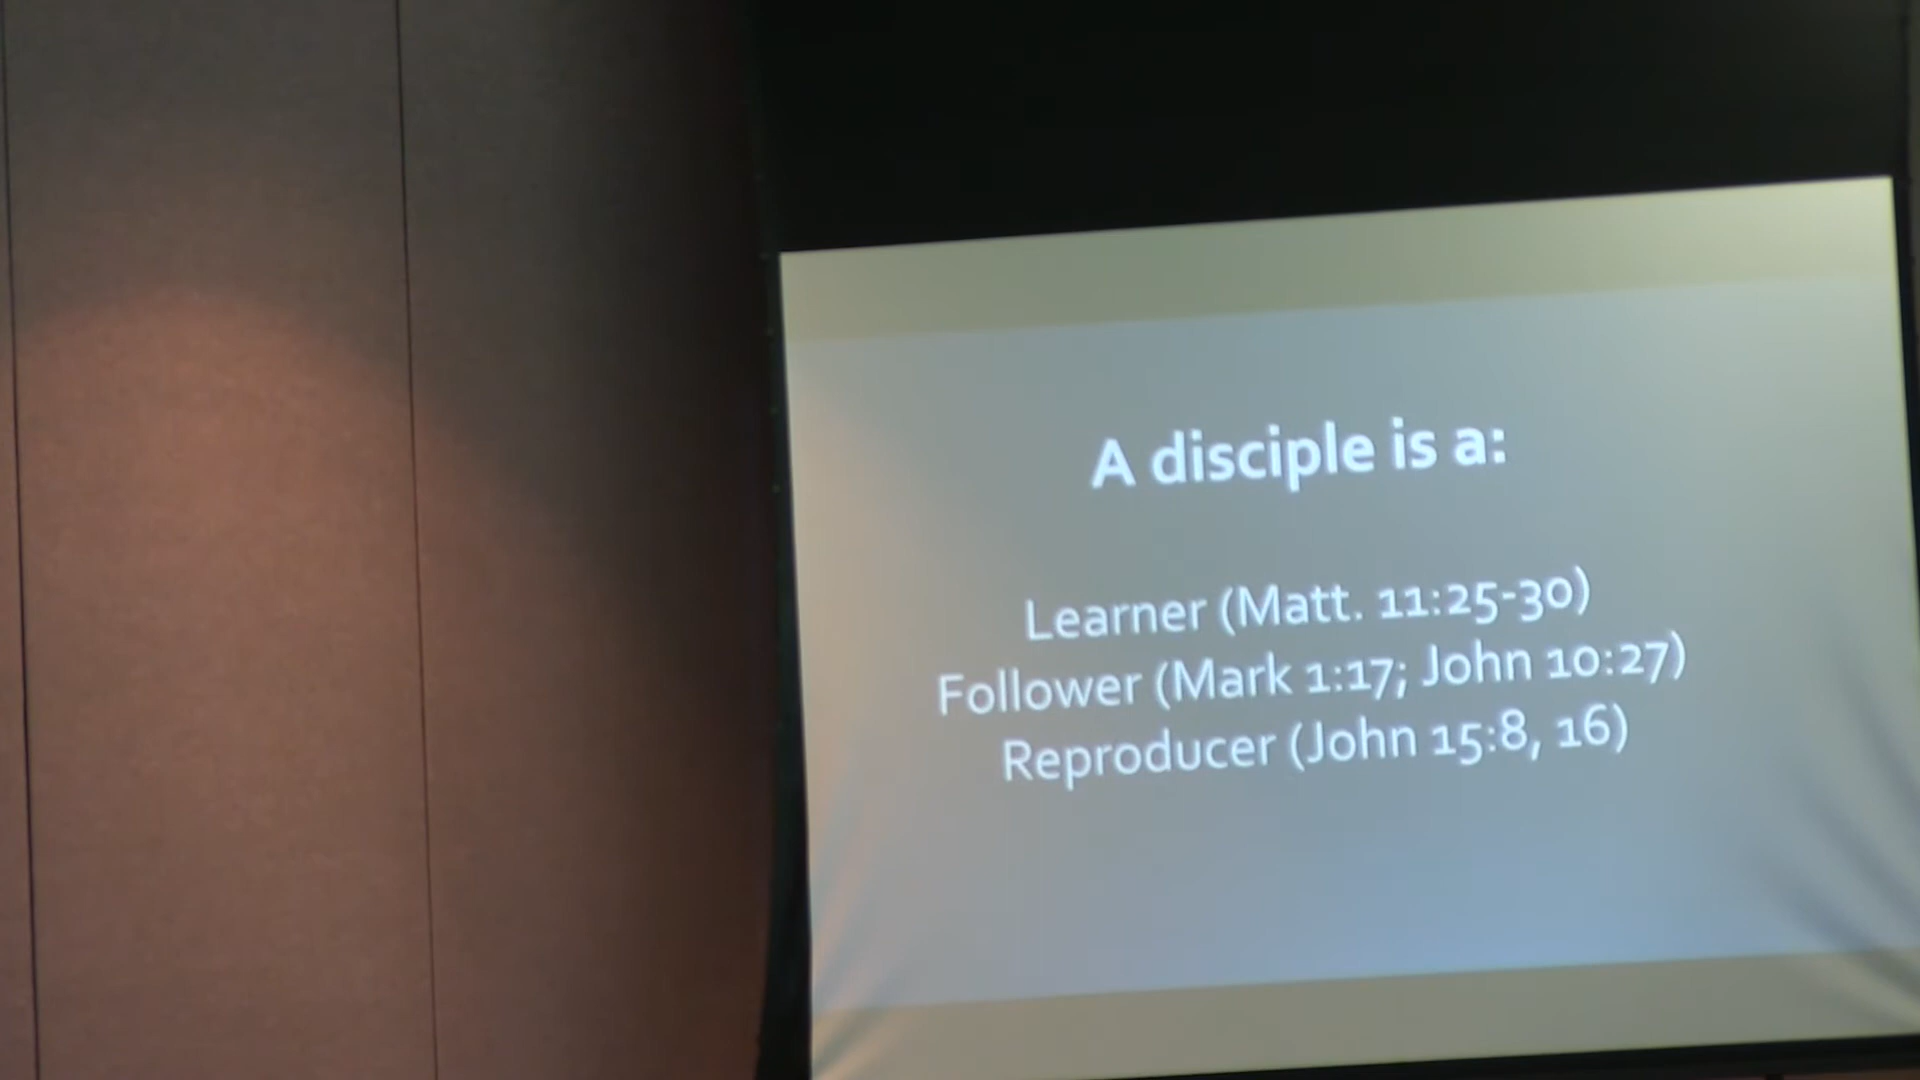 A disciple is a:
Learner (Matt. 11:25-30)
Follower (Mark 1:17; John 10:27)
Reproducer (John 15:8, 16)